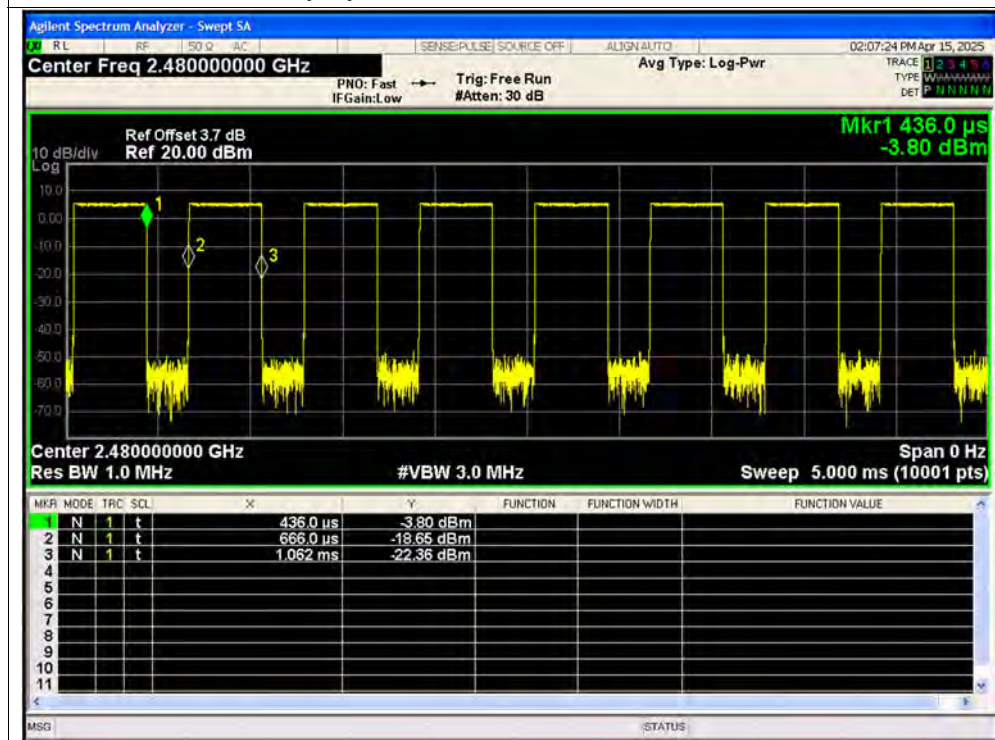 Agilent Spectrum Analyzer - Swept SA
RL RF 50 Ω AC SENSE:PULSE SOURCE OFF ALIGN AUTO 02:07:24 PM Apr 15, 2025
Center Freq 2.480000000 GHz Avg Type: Log-Pwr TRACE 1 2 3 4 5 6
PNO: Fast Trig: Free Run TYPE WWWWWW
IFGain:Low #Atten: 30 dB DET P N N N N N
Mkr1 436.0 µs
Ref Offset 3.7 dB
10 dB/div Ref 20.00 dBm -3.80 dBm
Log
10.0
0.00
-10.0
-20.0
-30.0
-40.0
-50.0
-60.0
-70.0
1
2
3
Center 2.480000000 GHz Span 0 Hz
Res BW 1.0 MHz #VBW 3.0 MHz Sweep 5.000 ms (10001 pts)
MKR MODE TRC SCL X Y FUNCTION FUNCTION WIDTH FUNCTION VALUE
1 N 1 t 436.0 µs -3.80 dBm
2 N 1 t 666.0 µs -18.65 dBm
3 N 1 t 1.062 ms -22.36 dBm
4
5
6
7
8
9
10
11
MSG STATUS